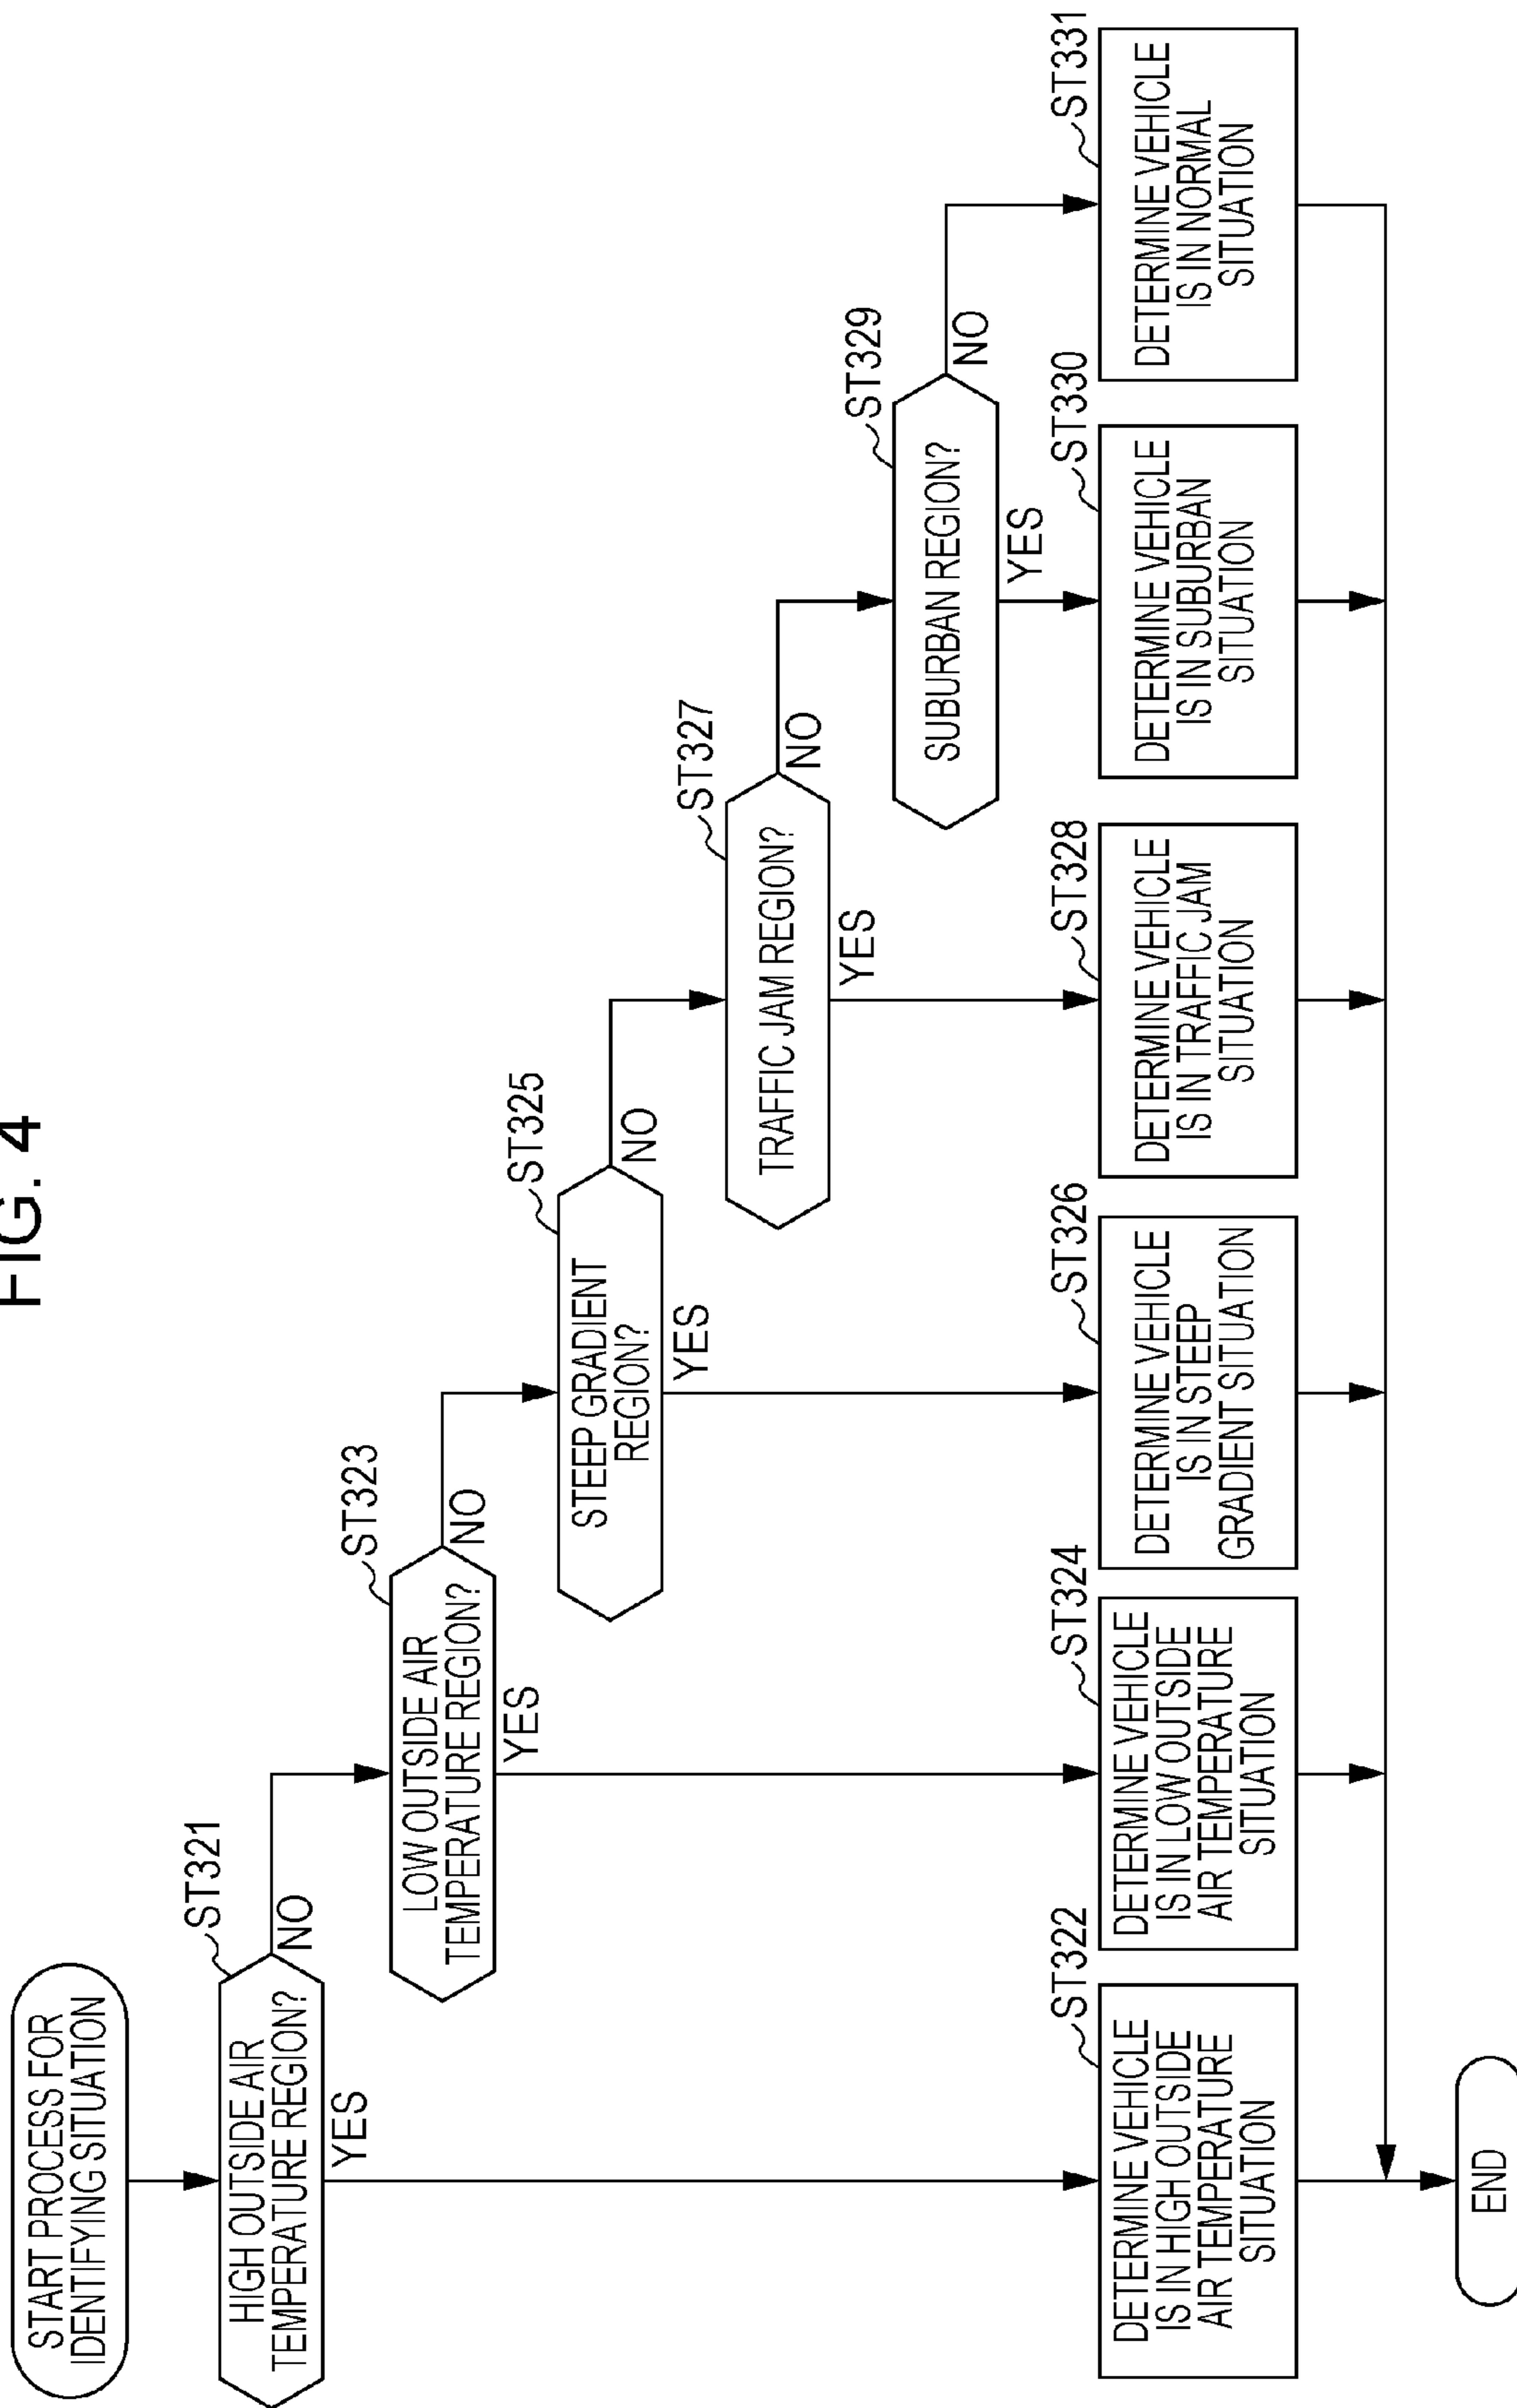 FIG. 4
START PROCESS FOR
IDENTIFYING SITUATION
ST321
HIGH OUTSIDE AIR
TEMPERATURE REGION?
NO
YES
ST323
LOW OUTSIDE AIR
TEMPERATURE REGION?
NO
YES
ST325
STEEP GRADIENT
REGION?
NO
YES
ST327
TRAFFIC JAM REGION?
NO
YES
ST329
SUBURBAN REGION?
NO
YES
ST322
DETERMINE VEHICLE
IS IN HIGH OUTSIDE
AIR TEMPERATURE
SITUATION
ST324
DETERMINE VEHICLE
IS IN LOW OUTSIDE
AIR TEMPERATURE
SITUATION
ST326
DETERMINE VEHICLE
IS IN STEEP
GRADIENT SITUATION
ST328
DETERMINE VEHICLE
IS IN TRAFFIC JAM
SITUATION
ST330
DETERMINE VEHICLE
IS IN SUBURBAN
SITUATION
ST331
DETERMINE VEHICLE
IS IN NORMAL
SITUATION
END